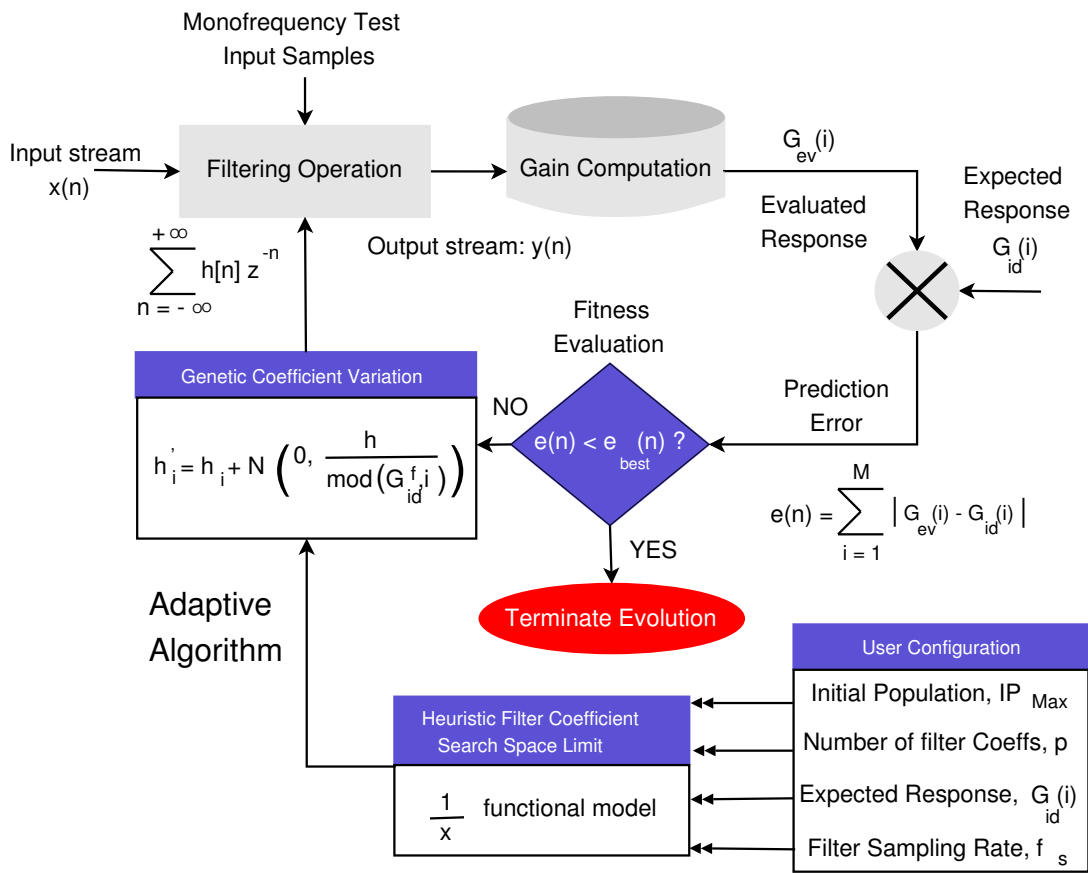 Monofrequency Test
Input Samples
Input stream
x(n)
Filtering Operation
Gain Computation
G_ev(i)
Evaluated
Response
Expected
Response
G_id(i)
Output stream: y(n)
+∞
∑ h[n] z^-n
n = - ∞
Fitness
Evaluation
Genetic Coefficient Variation
h'_i = h_i + N ( 0, h / mod(G^f_id, i) )
NO
e(n) < e_best(n) ?
Prediction
Error
M
e(n) = ∑ | G_ev(i) - G_id(i) |
i = 1
YES
Terminate Evolution
Adaptive
Algorithm
User Configuration
Initial Population, IP_Max
Number of filter Coeffs, p
Expected Response, G_id(i)
Filter Sampling Rate, f_s
Heuristic Filter Coefficient
Search Space Limit
1/x functional model